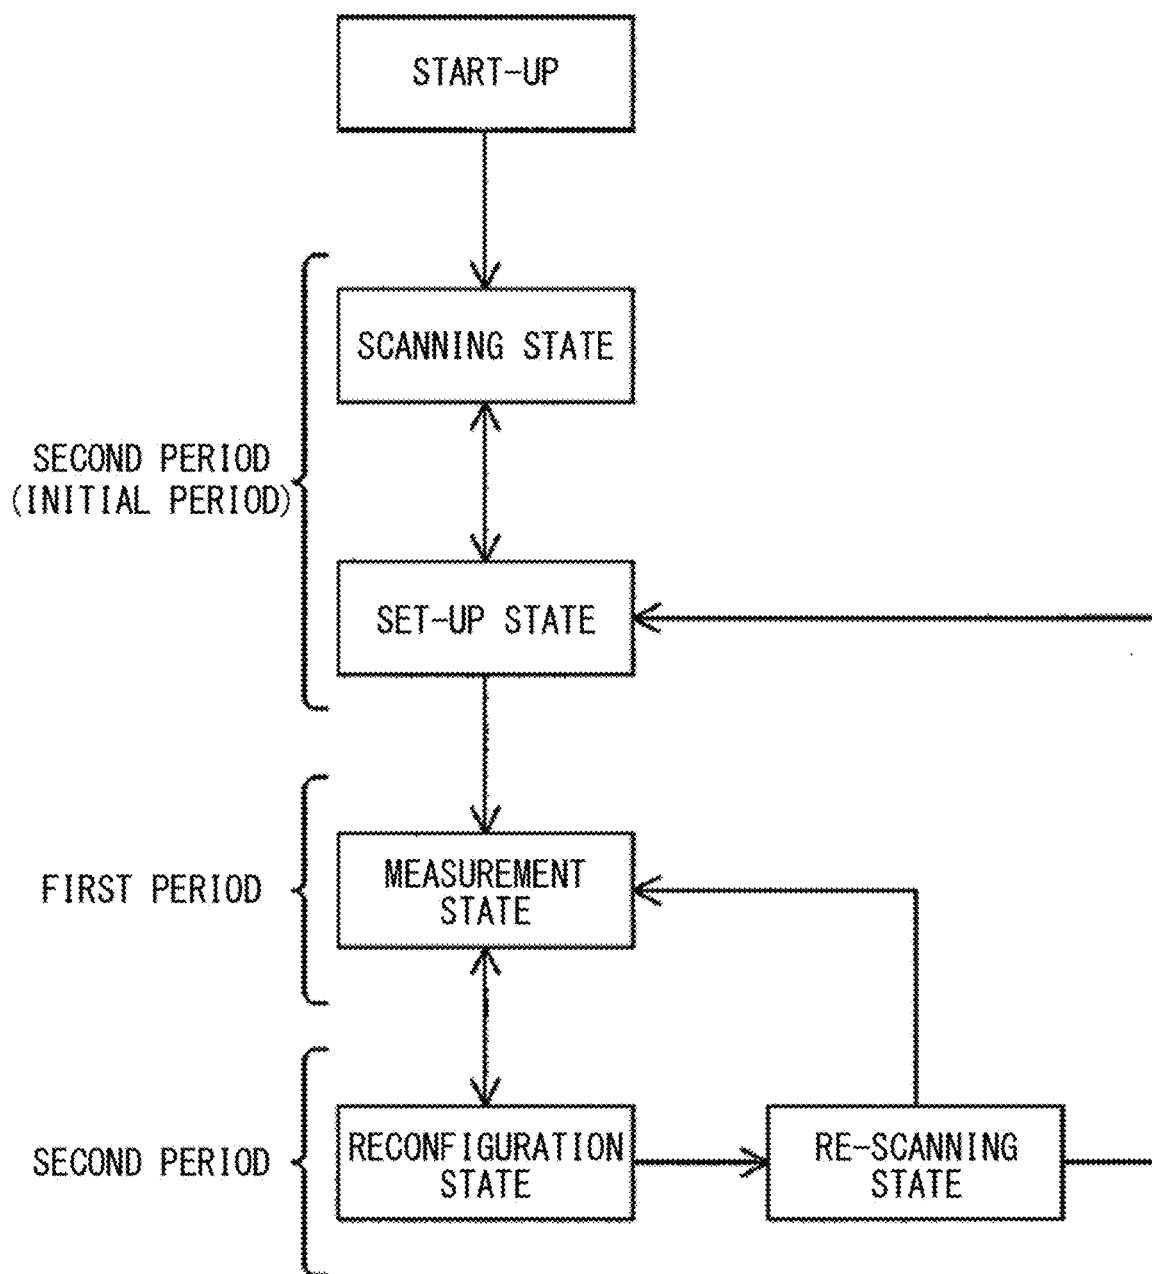 START-UP
SCANNING STATE
SECOND PERIOD
(INITIAL PERIOD)
SET-UP STATE
FIRST PERIOD
MEASUREMENT
STATE
SECOND PERIOD
RECONFIGURATION
STATE
RE-SCANNING
STATE